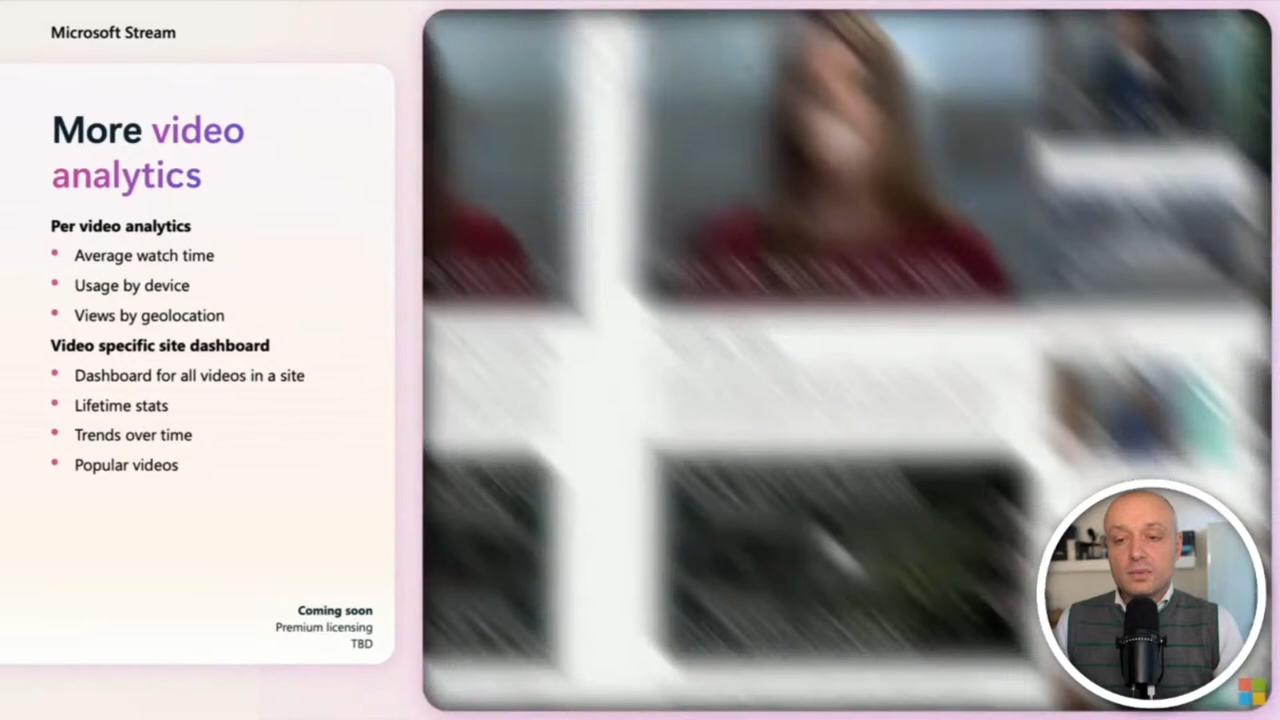 Microsoft Stream
More video
analytics
Per video analytics
Average watch time
Usage by device
Views by geolocation
Video specific site dashboard
Dashboard for all videos in a site
Lifetime stats
Trends over time
Popular videos
Coming soon
Premium licensing
TBD